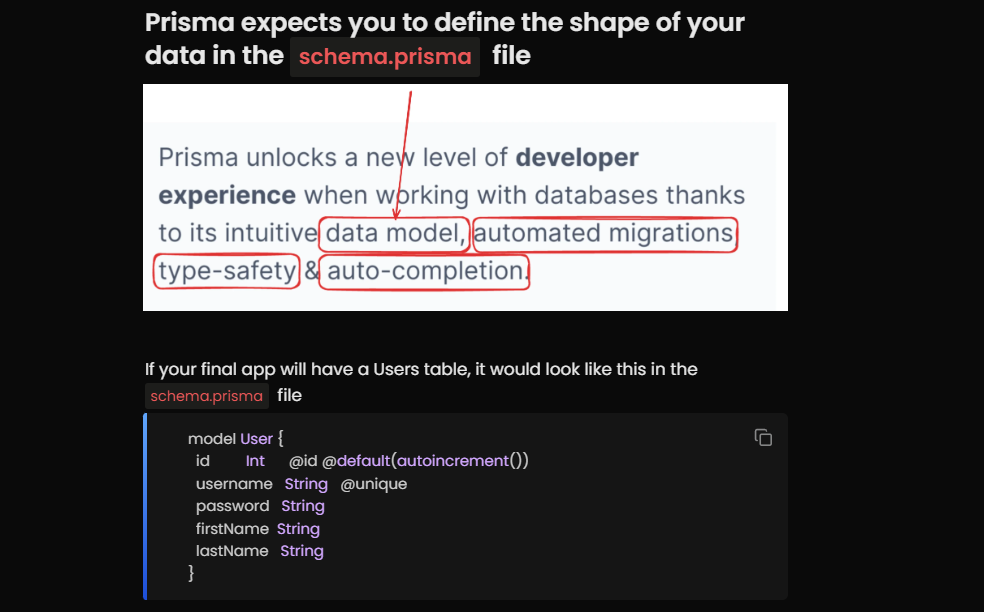 Prisma expects you to define the shape of your
data in the schema.prisma file
Prisma unlocks a new level of developer
experience when working with databases thanks
to its intuitive data model, automated migrations,
type-safety & auto-completion.
If your final app will have a Users table, it would look like this in the
schema.prisma file
model User {
id Int @id @default(autoincrement())
username String @unique
password String
firstName String
lastName String
}